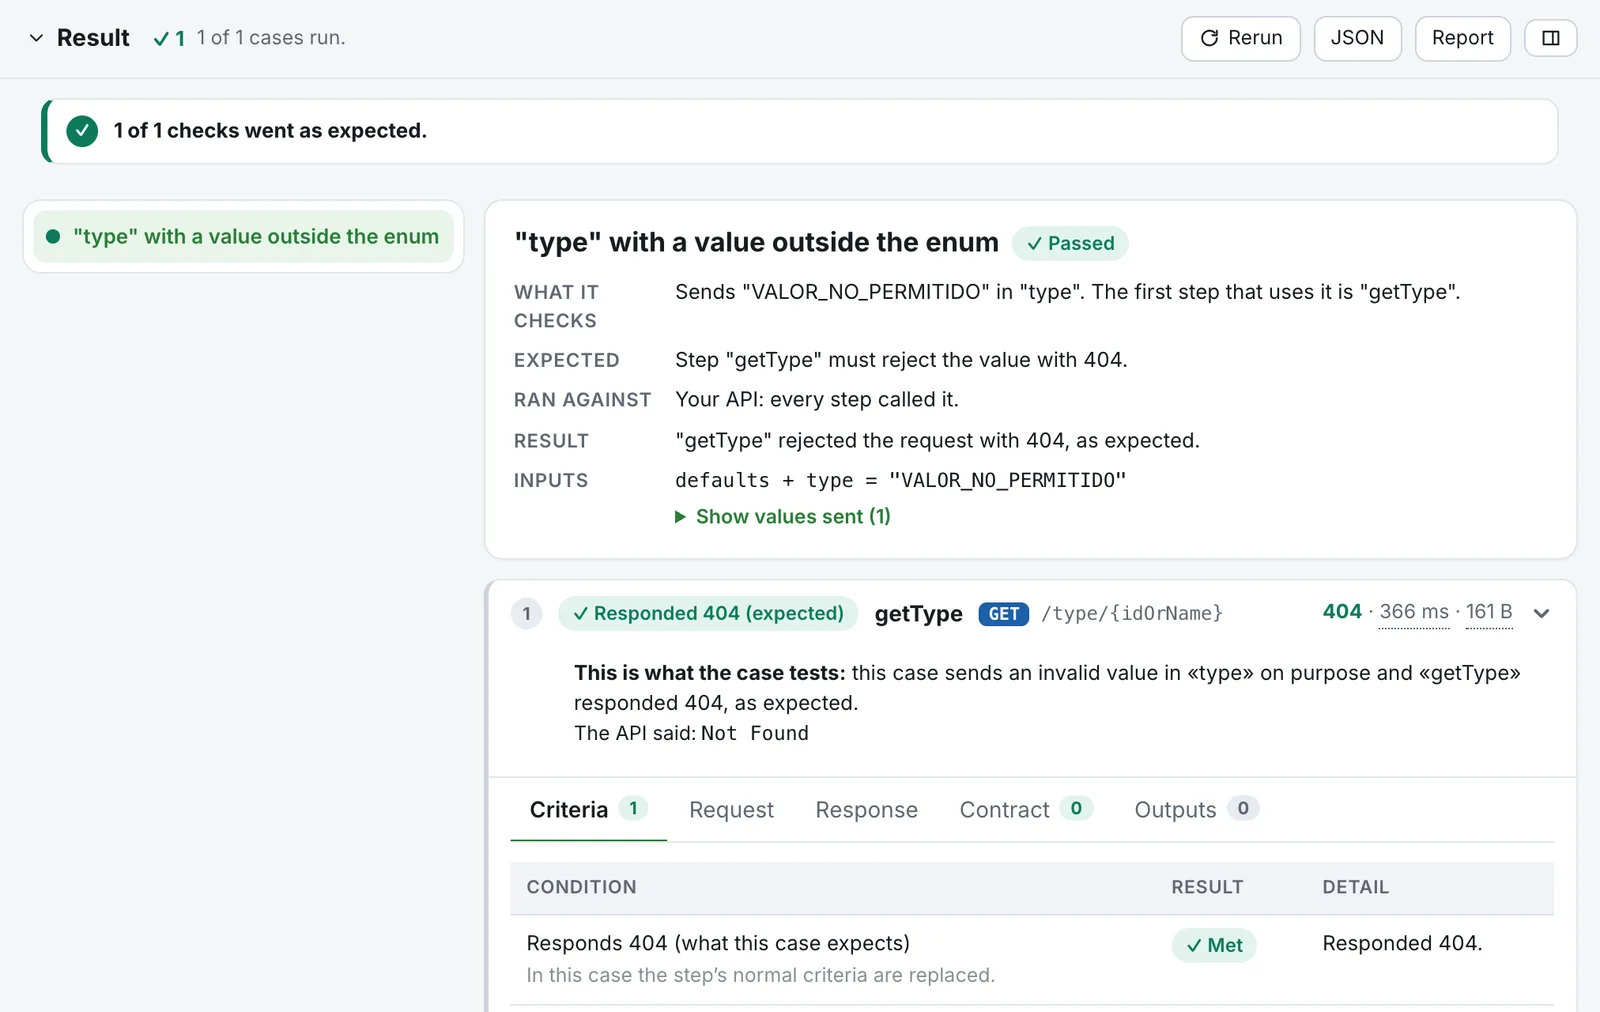 Result
1
1 of 1 cases run.
Rerun
JSON
Report
1 of 1 checks went as expected.
"type" with a value outside the enum
"type" with a value outside the enum
Passed
WHAT IT CHECKS
Sends "VALOR_NO_PERMITIDO" in "type". The first step that uses it is "getType".
EXPECTED
Step "getType" must reject the value with 404.
RAN AGAINST
Your API: every step called it.
RESULT
"getType" rejected the request with 404, as expected.
INPUTS
defaults + type = "VALOR_NO_PERMITIDO"
Show values sent (1)
1
Responded 404 (expected)
getType
GET
/type/{idOrName}
404 · 366 ms · 161 B
This is what the case tests: this case sends an invalid value in «type» on purpose and «getType»
responded 404, as expected.
The API said: Not Found
Criteria 1
Request
Response
Contract 0
Outputs 0
CONDITION
RESULT
DETAIL
Responds 404 (what this case expects)
Met
Responded 404.
In this case the step’s normal criteria are replaced.